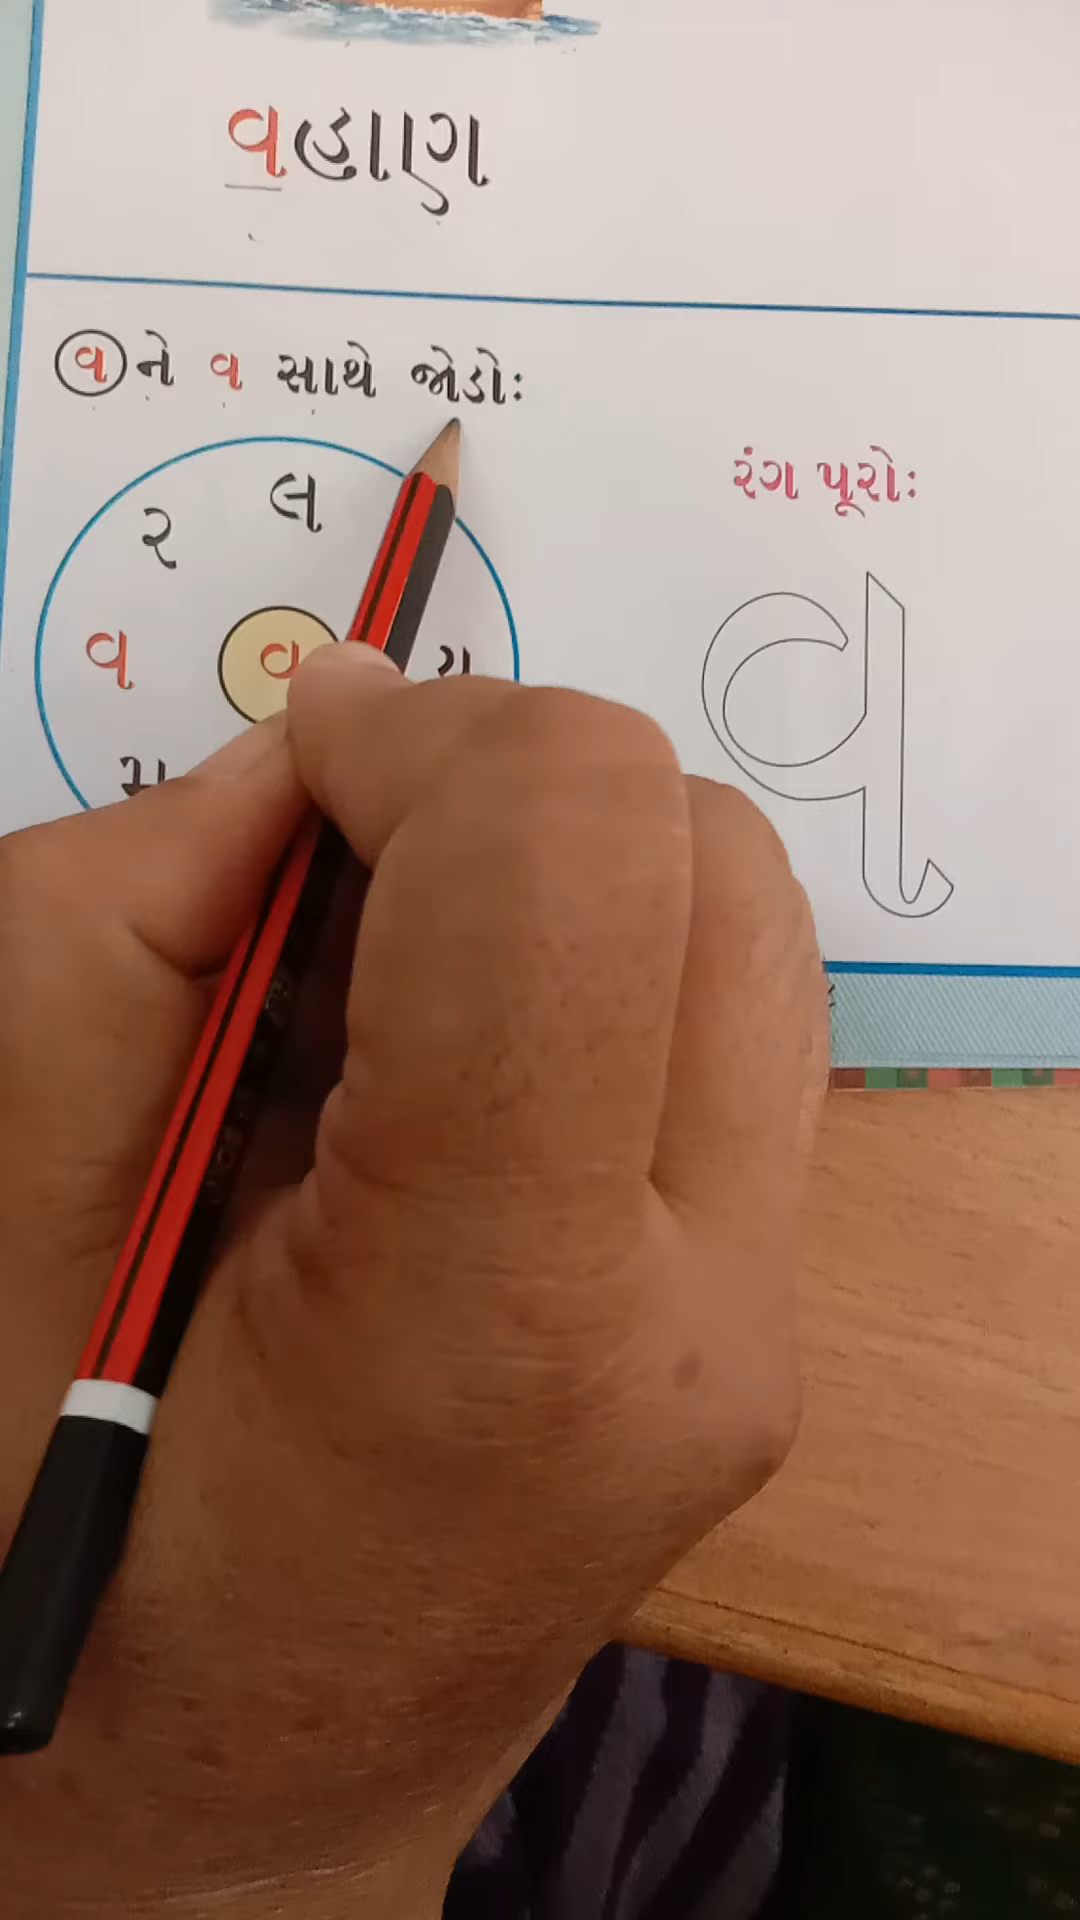 વહાણ
વ ને વ સાથે જોડો:
રંગ પૂરો:
લ
ર
વ
વ
મ
વ